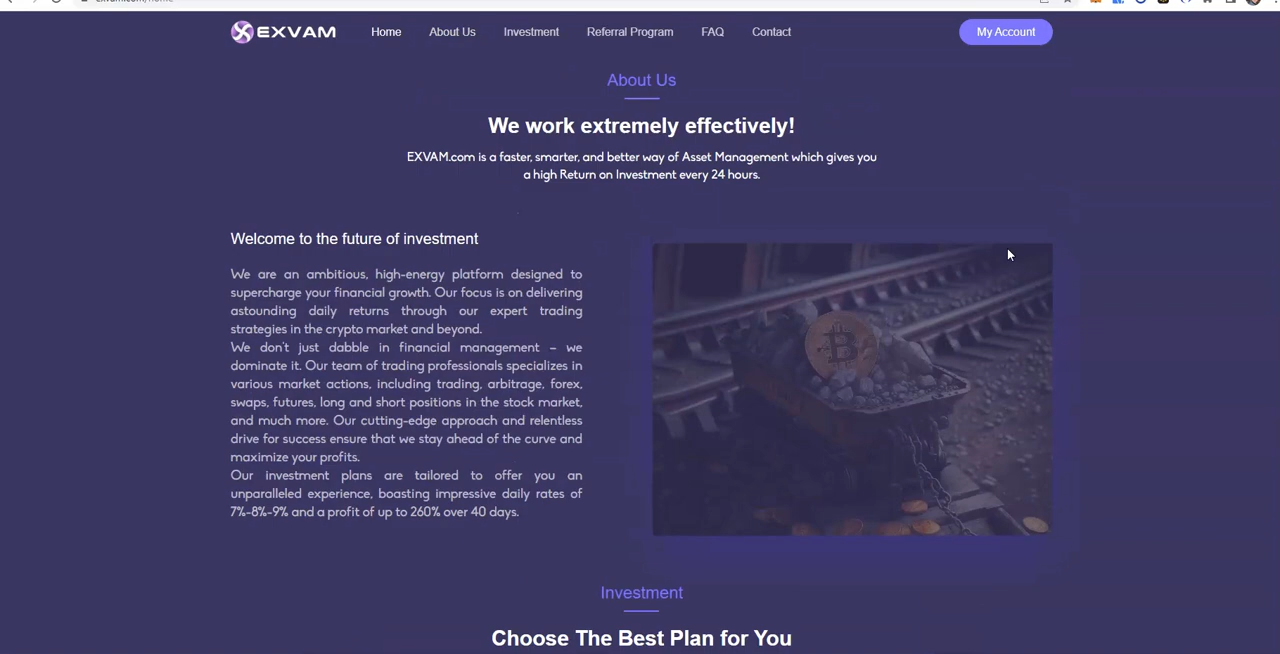 EXVAM Home About Us Investment Referral Program FAQ Contact My Account
About Us
We work extremely effectively!
EXVAM.com is a faster, smarter, and better way of Asset Management which gives you
a high Return on Investment every 24 hours.
Welcome to the future of investment
We are an ambitious, high-energy platform designed to
supercharge your financial growth. Our focus is on delivering
astounding daily returns through our expert trading
strategies in the crypto market and beyond.
We don't just dabble in financial management – we
dominate it. Our team of trading professionals specializes in
various market actions, including trading, arbitrage, forex,
swaps, futures, long and short positions in the stock market,
and much more. Our cutting-edge approach and relentless
drive for success ensure that we stay ahead of the curve and
maximize your profits.
Our investment plans are tailored to offer you an
unparalleled experience, boasting impressive daily rates of
7%-8%-9% and a profit of up to 260% over 40 days.
Investment
Choose The Best Plan for You